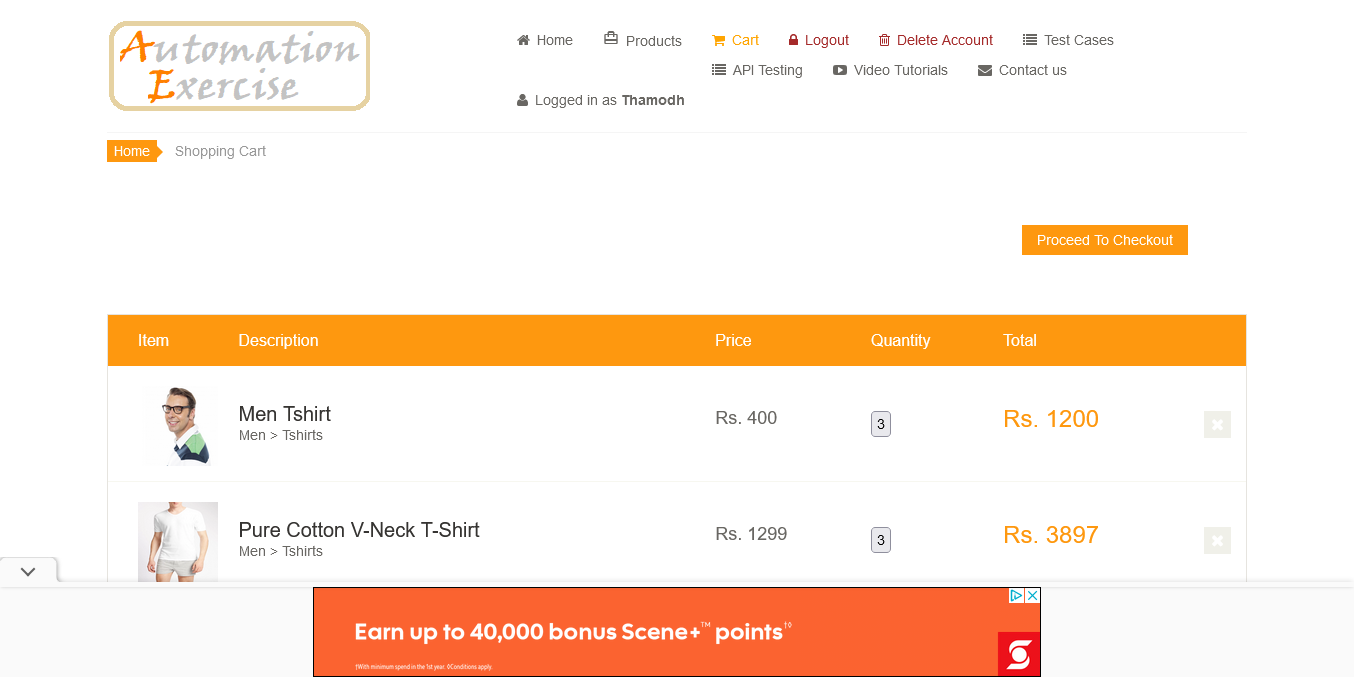 Automation
Exercise
Home Products Cart Logout Delete Account Test Cases
API Testing Video Tutorials Contact us
Logged in as Thamodh
Home Shopping Cart
Proceed To Checkout
Item Description Price Quantity Total
Men Tshirt
Men > Tshirts
Rs. 400 3 Rs. 1200
Pure Cotton V-Neck T-Shirt
Men > Tshirts
Rs. 1299 3 Rs. 3897
Earn up to 40,000 bonus Scene+™ points†◊
†With minimum spend in the 1st year. ◊Conditions apply.